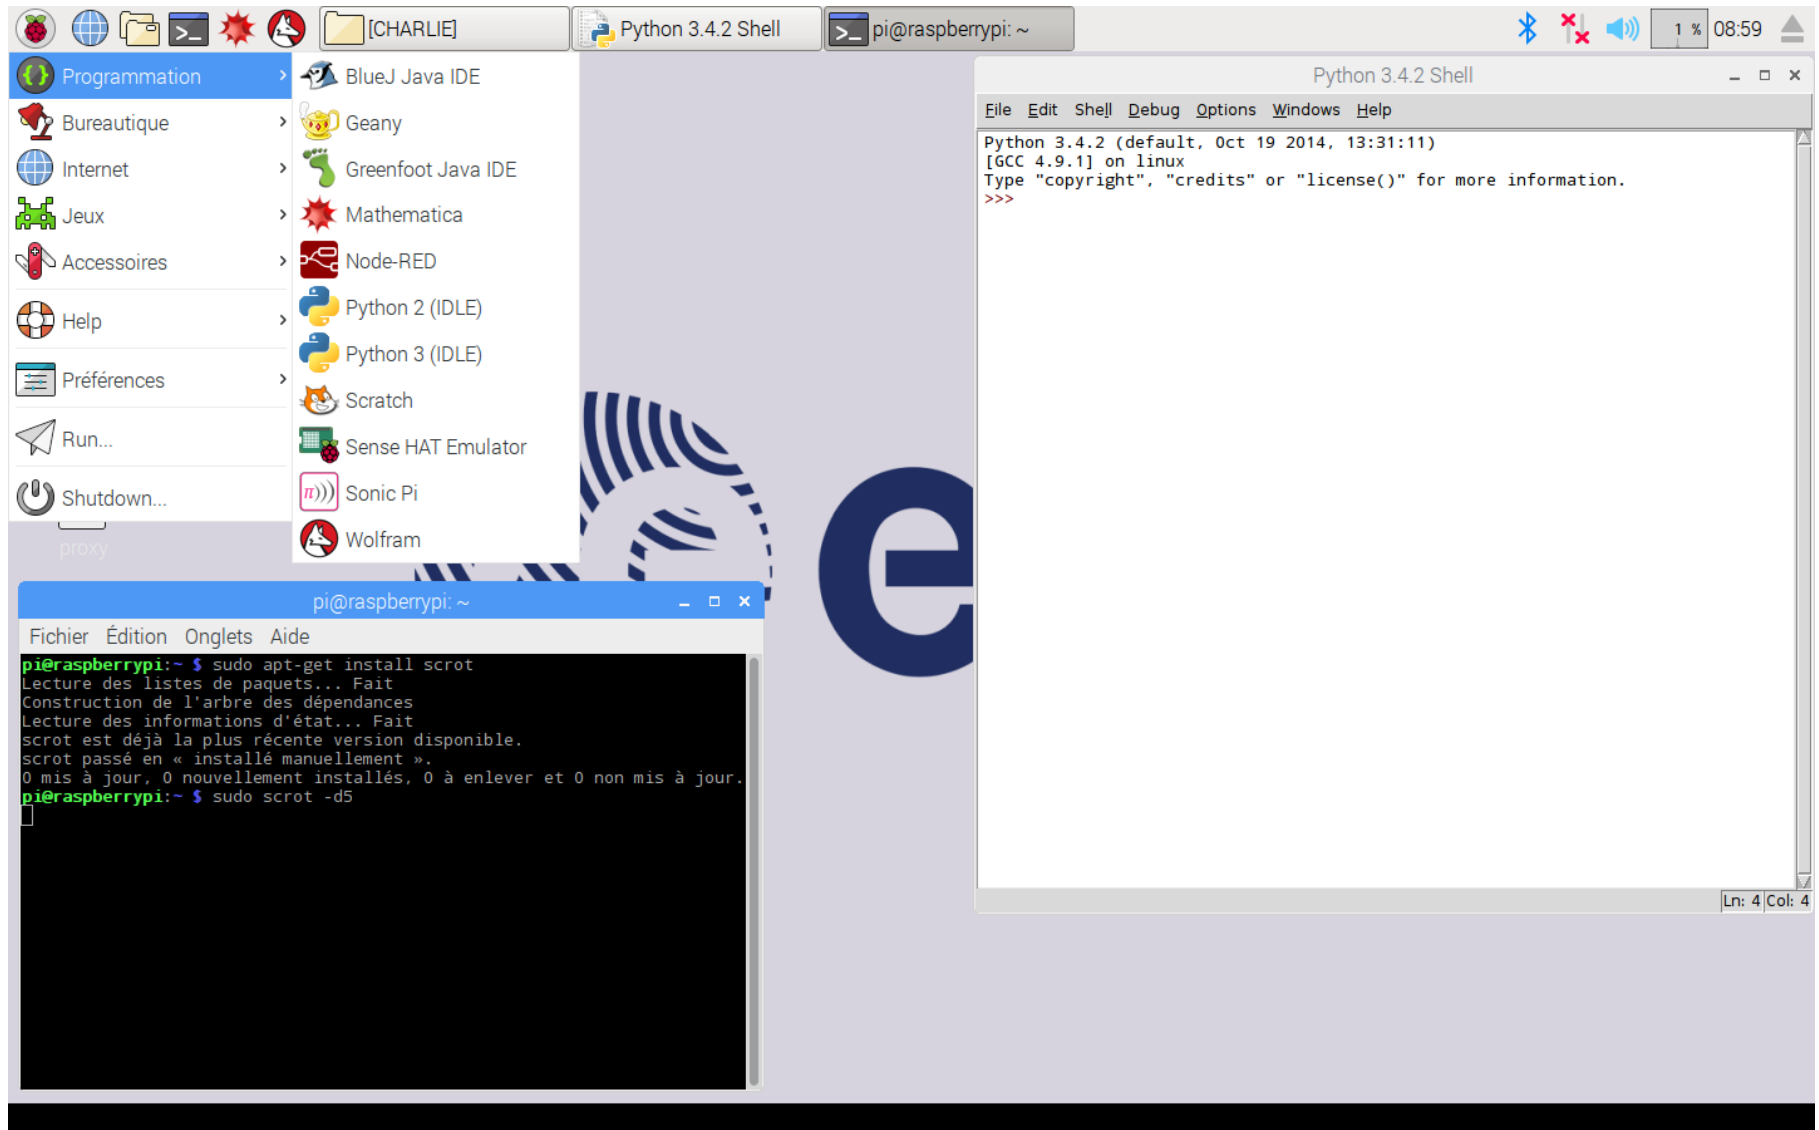 [CHARLIE]
Python 3.4.2 Shell
pi@raspberrypi: ~
1 %
08:59
Programmation
Bureautique
Internet
Jeux
Accessoires
Help
Préférences
Run...
Shutdown...
BlueJ Java IDE
Geany
Greenfoot Java IDE
Mathematica
Node-RED
Python 2 (IDLE)
Python 3 (IDLE)
Scratch
Sense HAT Emulator
π))) Sonic Pi
Wolfram
proxy
e
pi@raspberrypi: ~
Fichier Édition Onglets Aide
pi@raspberrypi:~ $ sudo apt-get install scrot
Lecture des listes de paquets... Fait
Construction de l'arbre des dépendances
Lecture des informations d'état... Fait
scrot est déjà la plus récente version disponible.
scrot passé en « installé manuellement ».
0 mis à jour, 0 nouvellement installés, 0 à enlever et 0 non mis à jour.
pi@raspberrypi:~ $ sudo scrot -d5
Python 3.4.2 Shell
File Edit Shell Debug Options Windows Help
Python 3.4.2 (default, Oct 19 2014, 13:31:11)
[GCC 4.9.1] on linux
Type "copyright", "credits" or "license()" for more information.
>>>
Ln: 4 Col: 4